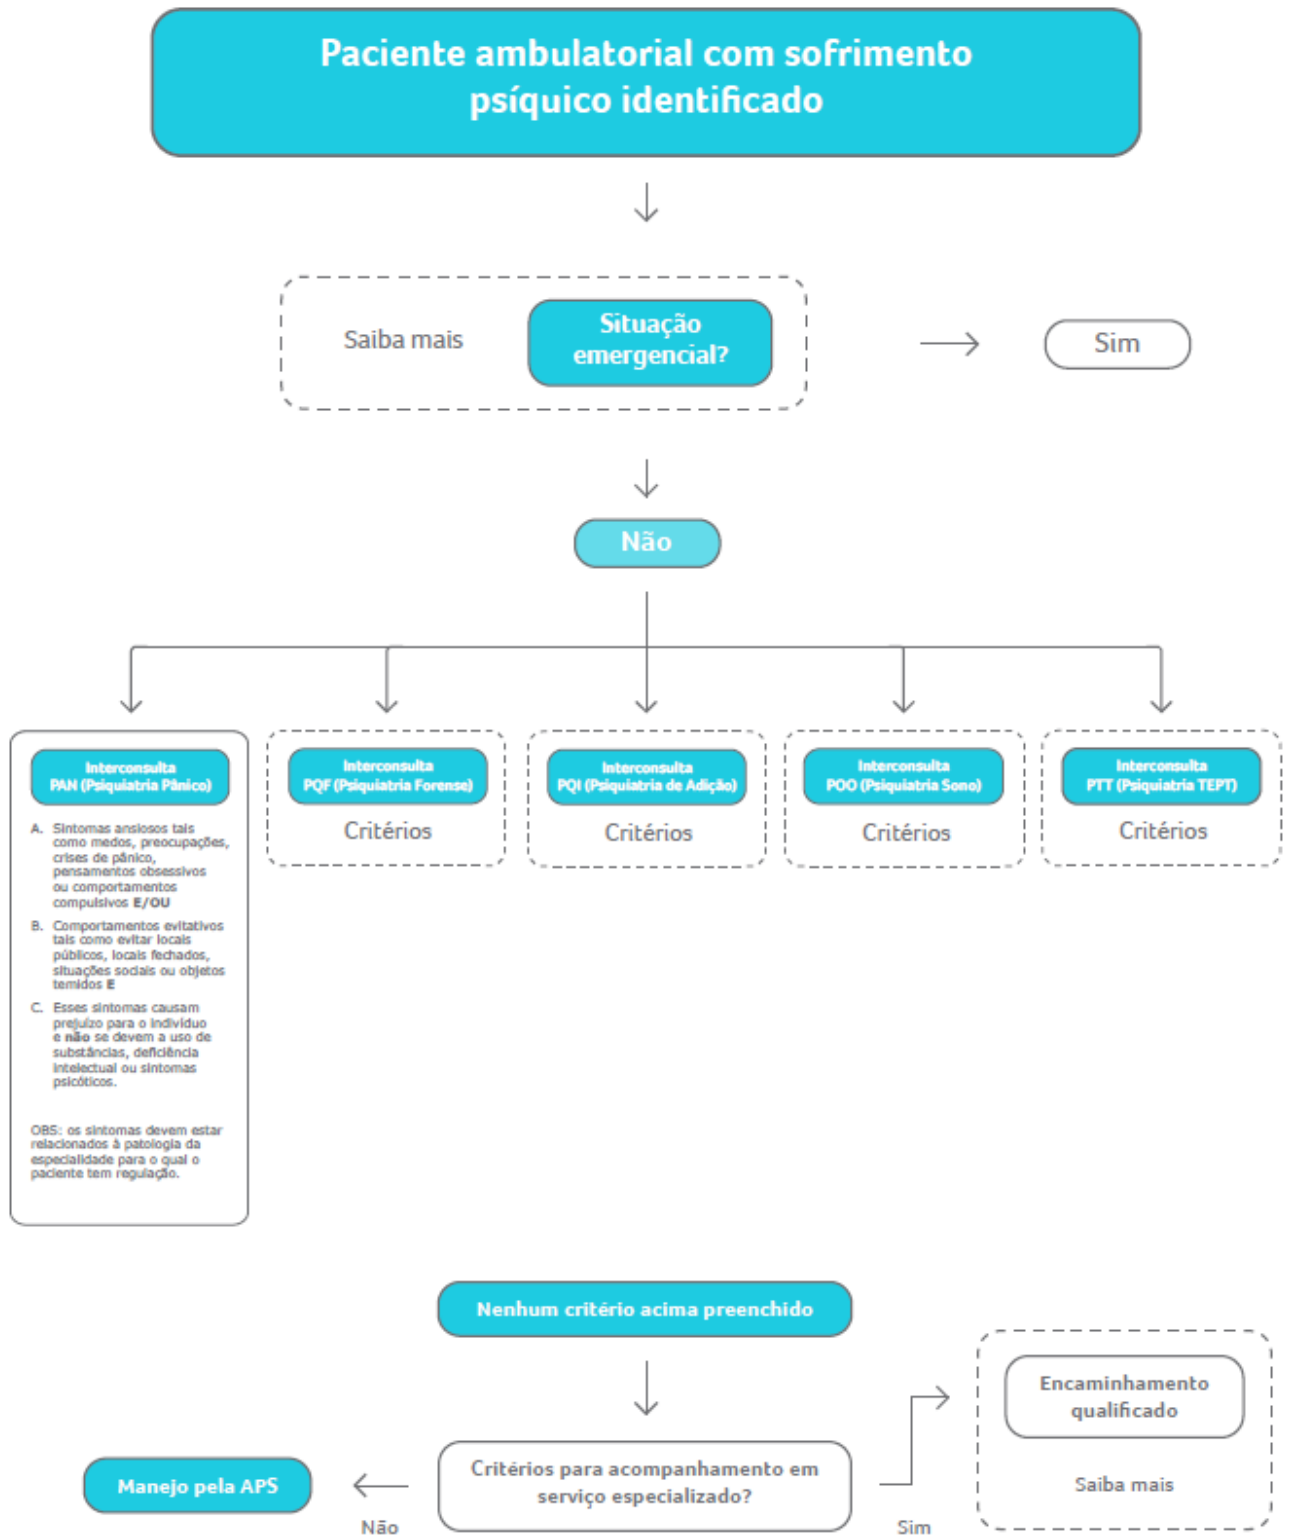 Paciente ambulatorial com sofrimento
psíquico identificado
Saiba mais
Situação
emergencial?
Sim
Não
Interconsulta
PAN (Psiquiatria Pânico)
A. Sintomas ansiosos tais
como medos, preocupações,
crises de pânico,
pensamentos obsessivos
ou comportamentos
compulsivos E/OU
B. Comportamentos evitativos
tais como evitar locais
públicos, locais fechados,
situações sociais ou objetos
temidos E
C. Esses sintomas causam
prejuízo para o indivíduo
e não se devem a uso de
substâncias, deficiência
intelectual ou sintomas
psicóticos.
OBS: os sintomas devem estar
relacionados à patologia da
especialidade para o qual o
paciente tem regulação.
Interconsulta
PQF (Psiquiatria Forense)
Critérios
Interconsulta
PQI (Psiquiatria de Adição)
Critérios
Interconsulta
POO (Psiquiatria Sono)
Critérios
Interconsulta
PTT (Psiquiatria TEPT)
Critérios
Nenhum critério acima preenchido
Critérios para acompanhamento em
serviço especializado?
Não
Manejo pela APS
Sim
Encaminhamento
qualificado
Saiba mais